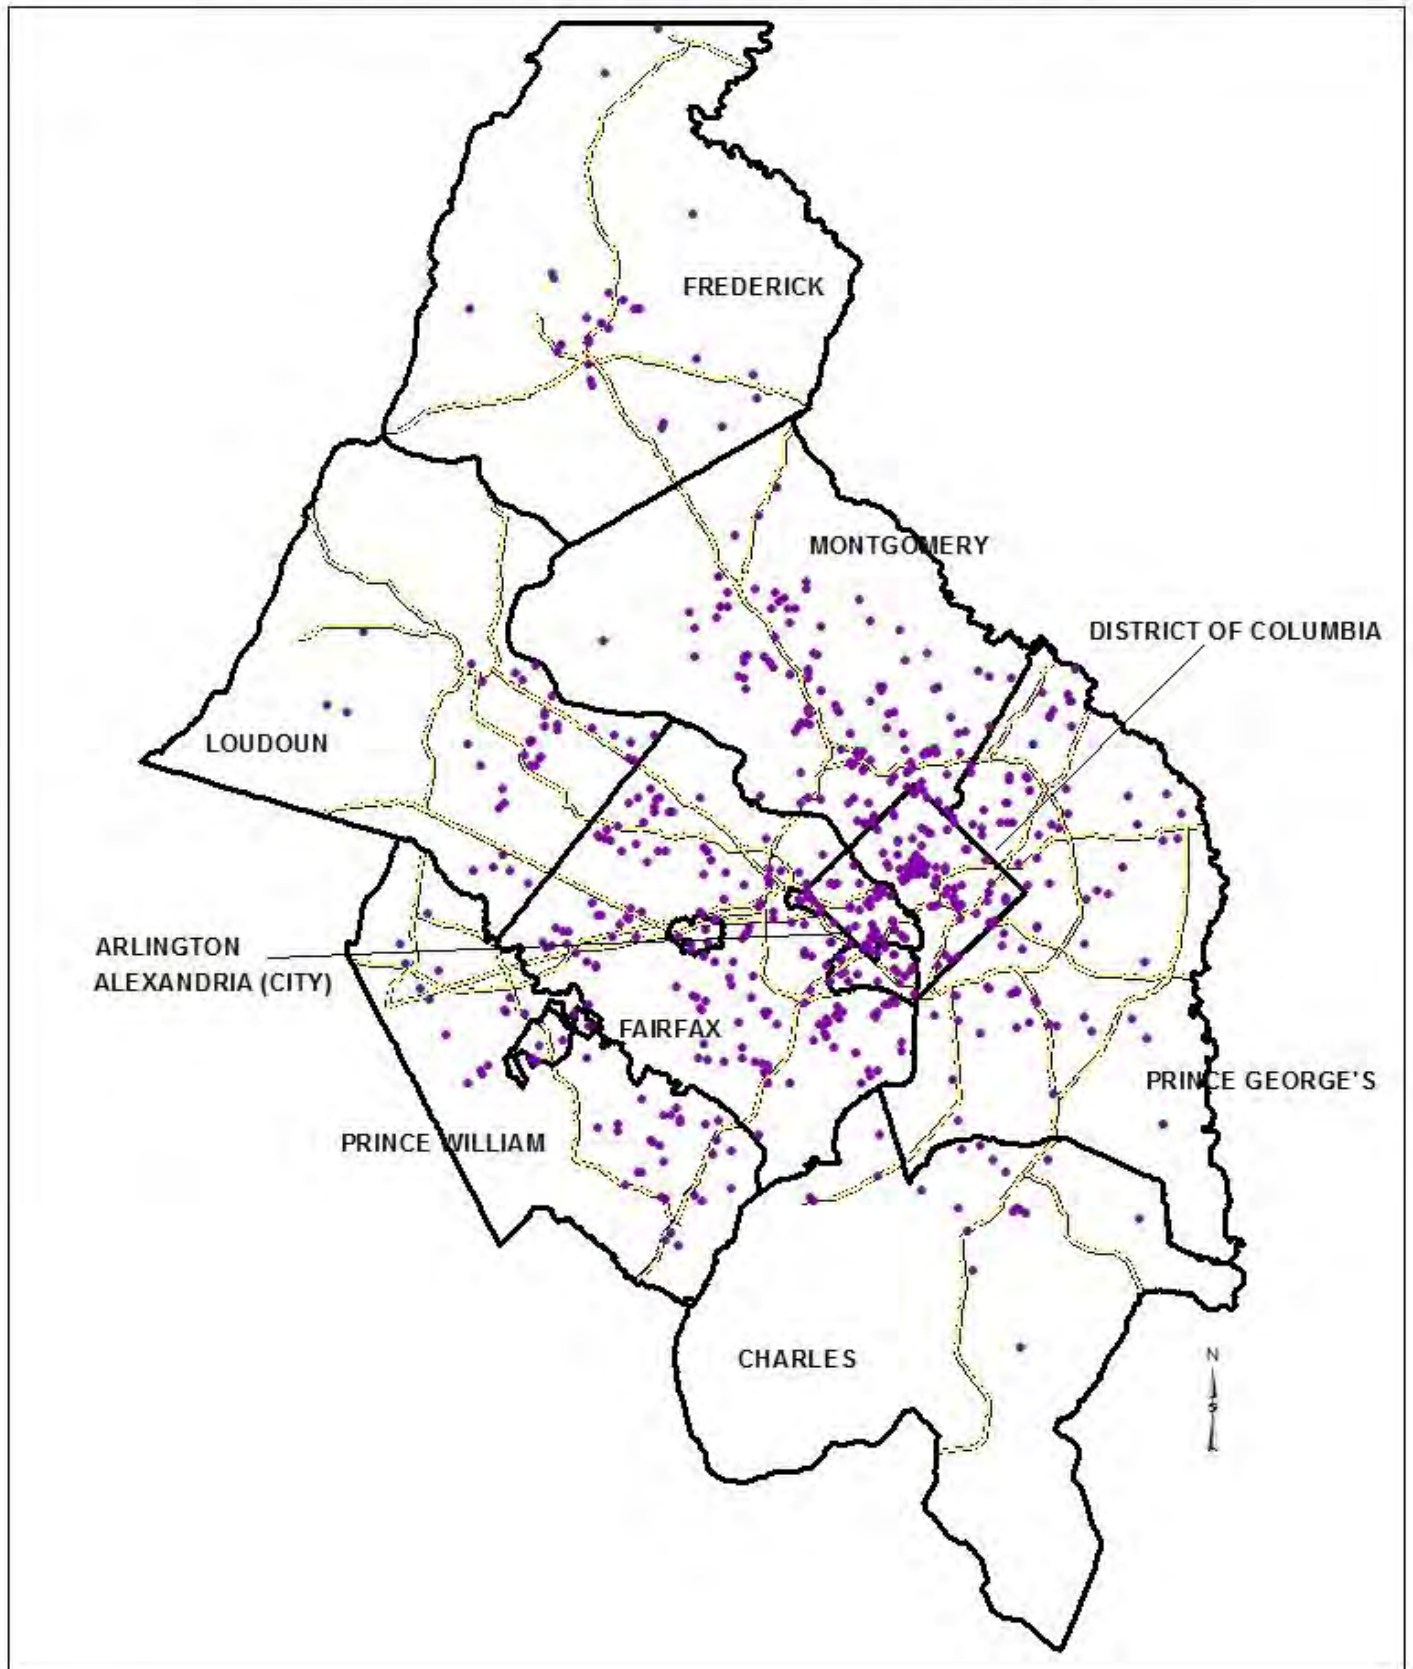 FREDERICK
MONTGOMERY
DISTRICT OF COLUMBIA
LOUDOUN
ARLINGTON
ALEXANDRIA (CITY)
FAIRFAX
PRINCE GEORGE'S
PRINCE WILLIAM
CHARLES
N